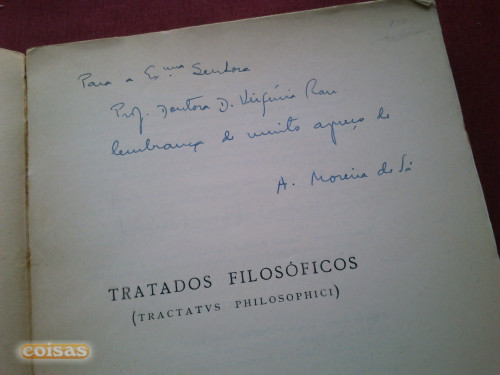 Para a Ex.ma Senhora
Prof. Doutora D. Virgínia Rau
lembrança de muito apreço de
A. Moreira de Sá
TRATADOS FILOSÓFICOS
(TRACTATVS PHILOSOPHICI)
coisas